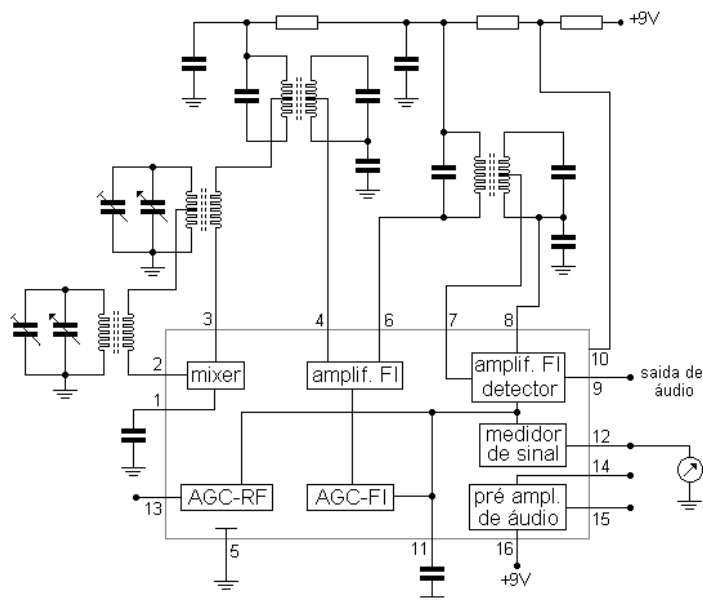 +9V
3
4
6
7
8
10
2
mixer
amplif. FI
amplif. FI
detector
9
saida de
áudio
1
medidor
de sinal
12
14
AGC-RF
AGC-FI
pré ampl.
de áudio
13
15
5
11
16
+9V